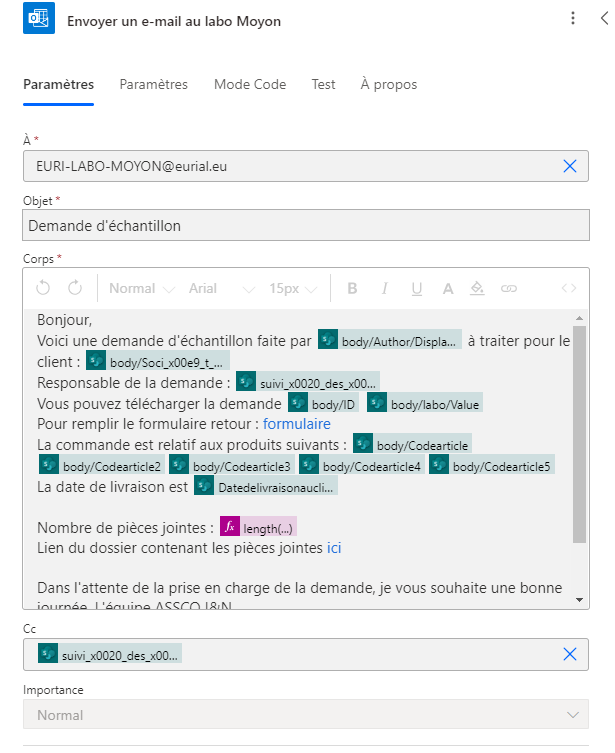 Envoyer un e-mail au labo Moyon
Paramètres Paramètres Mode Code Test À propos
À *
EURI-LABO-MOYON@eurial.eu
Objet *
Demande d'échantillon
Corps *
Normal Arial 15px B I U A
Bonjour,
Voici une demande d'échantillon faite par body/Author/Displa... à traiter pour le
client : body/Soci_x00e9_t_...
Responsable de la demande : suivi_x0020_des_x00...
Vous pouvez télécharger la demande body/ID body/labo/Value
Pour remplir le formulaire retour : formulaire
La commande est relatif aux produits suivants : body/Codearticle
body/Codearticle2 body/Codearticle3 body/Codearticle4 body/Codearticle5
La date de livraison est Datedelivraisonaucli...
Nombre de pièces jointes : fx length(...)
Lien du dossier contenant les pièces jointes ici
Dans l'attente de la prise en charge de la demande, je vous souhaite une bonne
journée. L'équipe ASSCO I&N
Cc
suivi_x0020_des_x00...
Importance
Normal